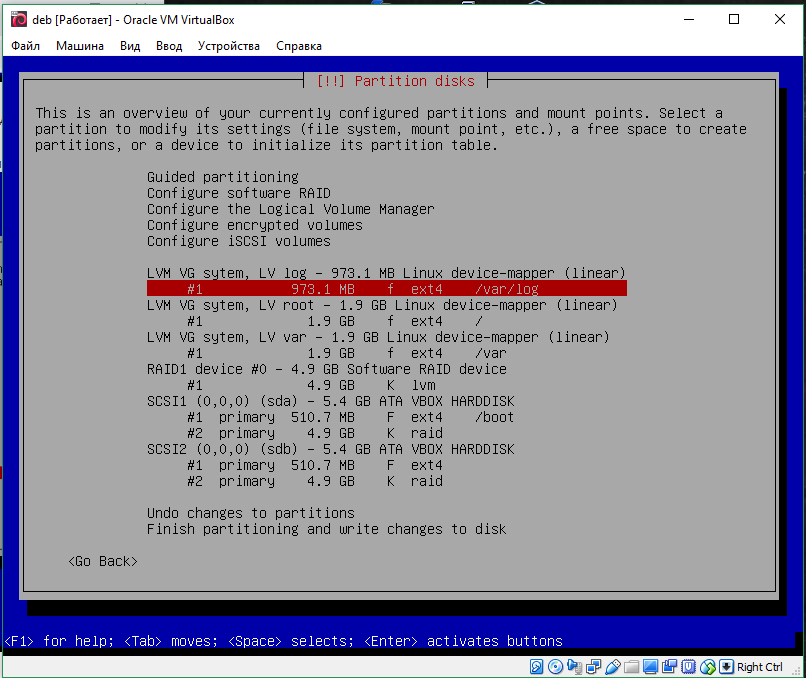 deb [Работает] - Oracle VM VirtualBox
Файл Машина Вид Ввод Устройства Справка
[!!] Partition disks
This is an overview of your currently configured partitions and mount points. Select a
partition to modify its settings (file system, mount point, etc.), a free space to create
partitions, or a device to initialize its partition table.
Guided partitioning
Configure software RAID
Configure the Logical Volume Manager
Configure encrypted volumes
Configure iSCSI volumes
LVM VG sytem, LV log - 973.1 MB Linux device-mapper (linear)
#1 973.1 MB f ext4 /var/log
LVM VG sytem, LV root - 1.9 GB Linux device-mapper (linear)
#1 1.9 GB f ext4 /
LVM VG sytem, LV var - 1.9 GB Linux device-mapper (linear)
#1 1.9 GB f ext4 /var
RAID1 device #0 - 4.9 GB Software RAID device
#1 4.9 GB K lvm
SCSI1 (0,0,0) (sda) - 5.4 GB ATA VBOX HARDDISK
#1 primary 510.7 MB F ext4 /boot
#2 primary 4.9 GB K raid
SCSI2 (0,0,0) (sdb) - 5.4 GB ATA VBOX HARDDISK
#1 primary 510.7 MB F ext4
#2 primary 4.9 GB K raid
Undo changes to partitions
Finish partitioning and write changes to disk
<Go Back>
<F1> for help; <Tab> moves; <Space> selects; <Enter> activates buttons
Right Ctrl